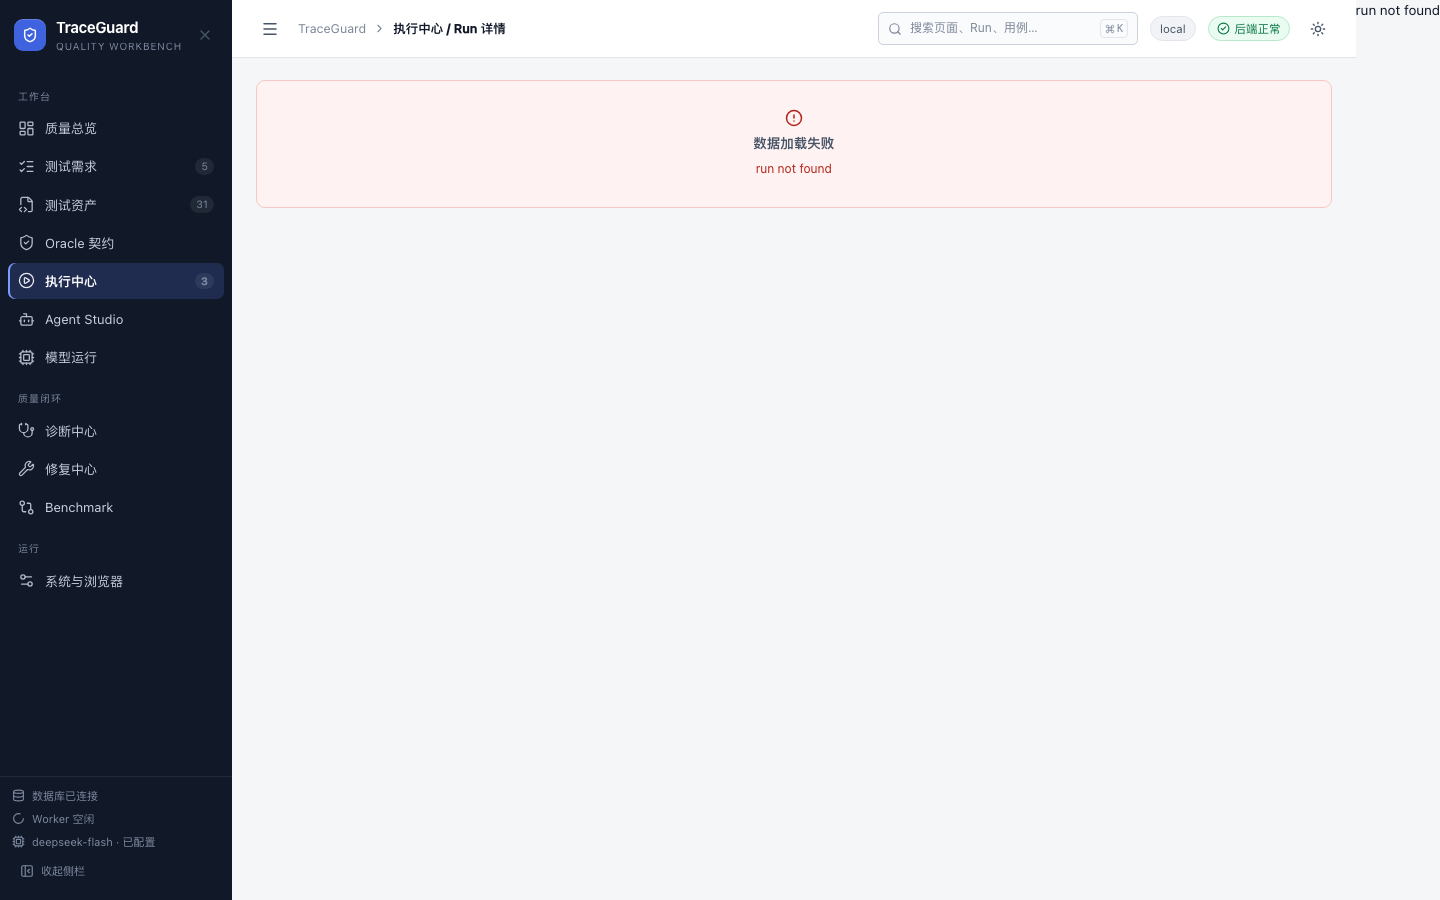 TraceGuard
QUALITY WORKBENCH
工作台
质量总览
测试需求 5
测试资产 31
Oracle 契约
执行中心 3
Agent Studio
模型运行
质量闭环
诊断中心
修复中心
Benchmark
运行
系统与浏览器
数据库已连接
Worker 空闲
deepseek-flash · 已配置
收起侧栏
TraceGuard > 执行中心 / Run 详情
搜索页面、Run、用例... ⌘ K
local
后端正常
run not found
数据加载失败
run not found